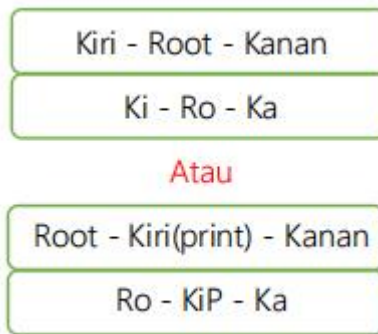 Kiri - Root - Kanan
Ki - Ro - Ka
Atau
Root - Kiri(print) - Kanan
Ro - KiP - Ka